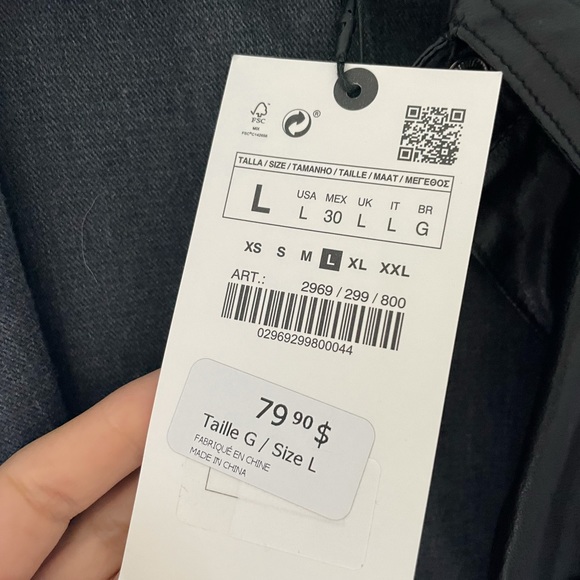 FSC
MIX
®
TALLA / SIZE / TAMANHO / TAILLE / MAAT / ΜΕΓΕΘΟΣ
L
USA MEX UK IT BR
L 30 L L G
XS S M L XL XXL
ART.: 2969 / 299 / 800
02969299800044
79 90 $
Taille G / Size L
FABRIQUÉ EN CHINE
MADE IN CHINA